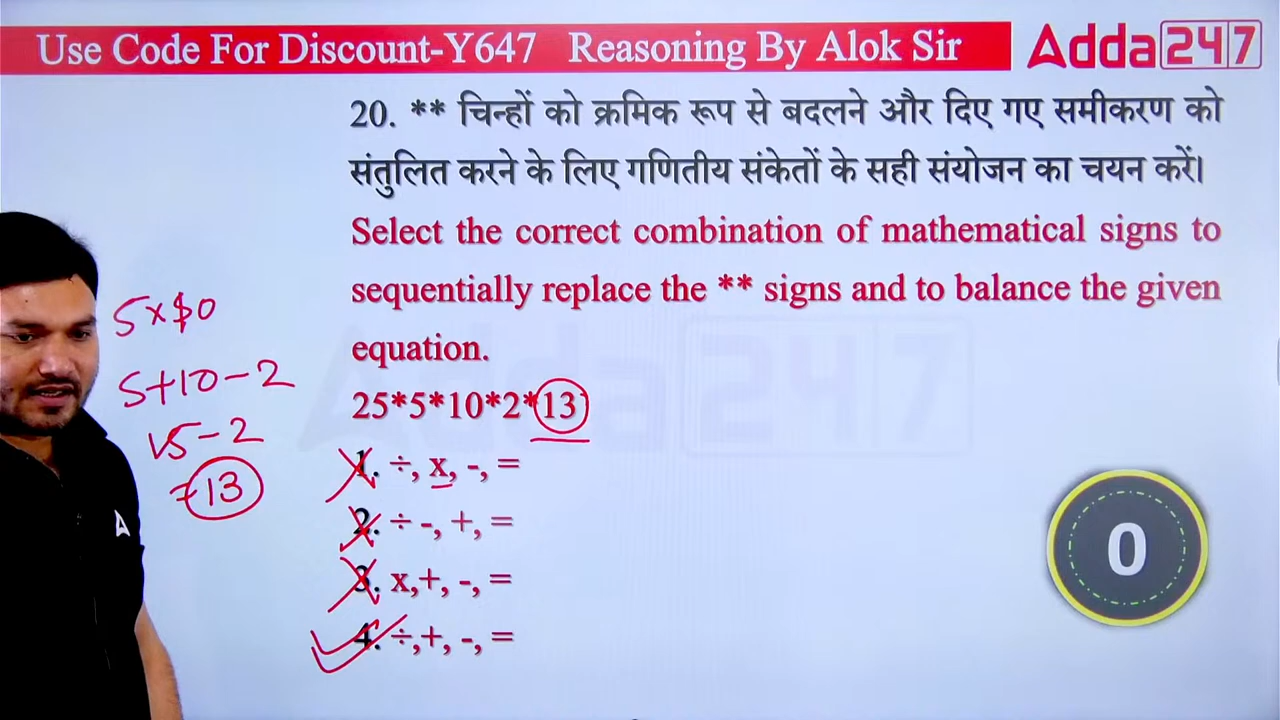 Use Code For Discount-Y647 Reasoning By Alok Sir
Adda247
20. ** चिन्हों को क्रमिक रूप से बदलने और दिए गए समीकरण को
संतुलित करने के लिए गणितीय संकेतों के सही संयोजन का चयन करें।
Select the correct combination of mathematical signs to
sequentially replace the ** signs and to balance the given
equation.
25*5*10*2*13
1. ÷, x, -, =
2. ÷ -, +, =
3. x,+, -, =
4. ÷,+, -, =
5+10-2
15-2
=13
0
Adda247